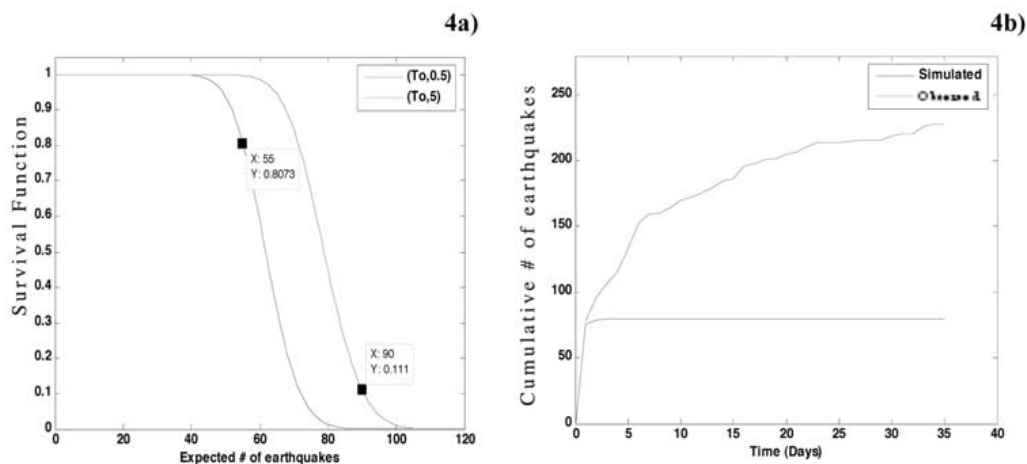 4a)
4b)
Survival Function
1
0.9
0.8
0.7
0.6
0.5
0.4
0.3
0.2
0.1
0
0 20 40 60 80 100 120
Expected # of earthquakes
(To,0.5)
(To,5)
X: 55
Y: 0.8073
X: 90
Y: 0.111
Cumulative # of earthquakes
250
200
150
100
50
0
0 5 10 15 20 25 30 35 40
Time (Days)
Simulated